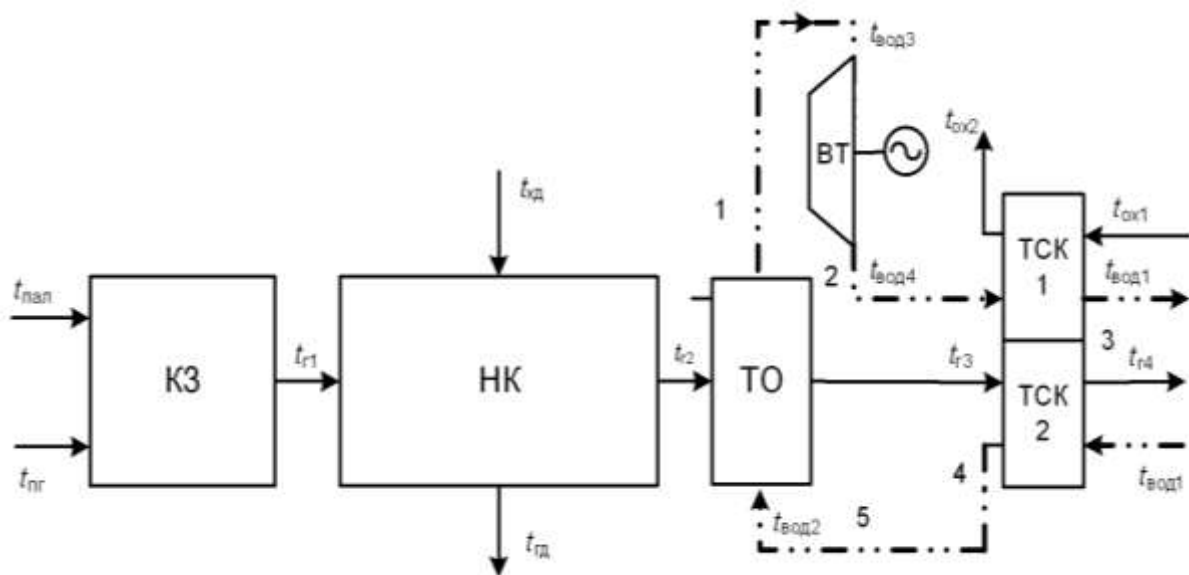 tвод3
tох2
ВТ
tхд
1
tох1
ТСК
1
tпал
2
tвод4
tвод1
КЗ
tг1
НК
tг2
ТО
tг3
3
tг4
ТСК
2
tпг
4
tвод1
tвод2
5
tгд